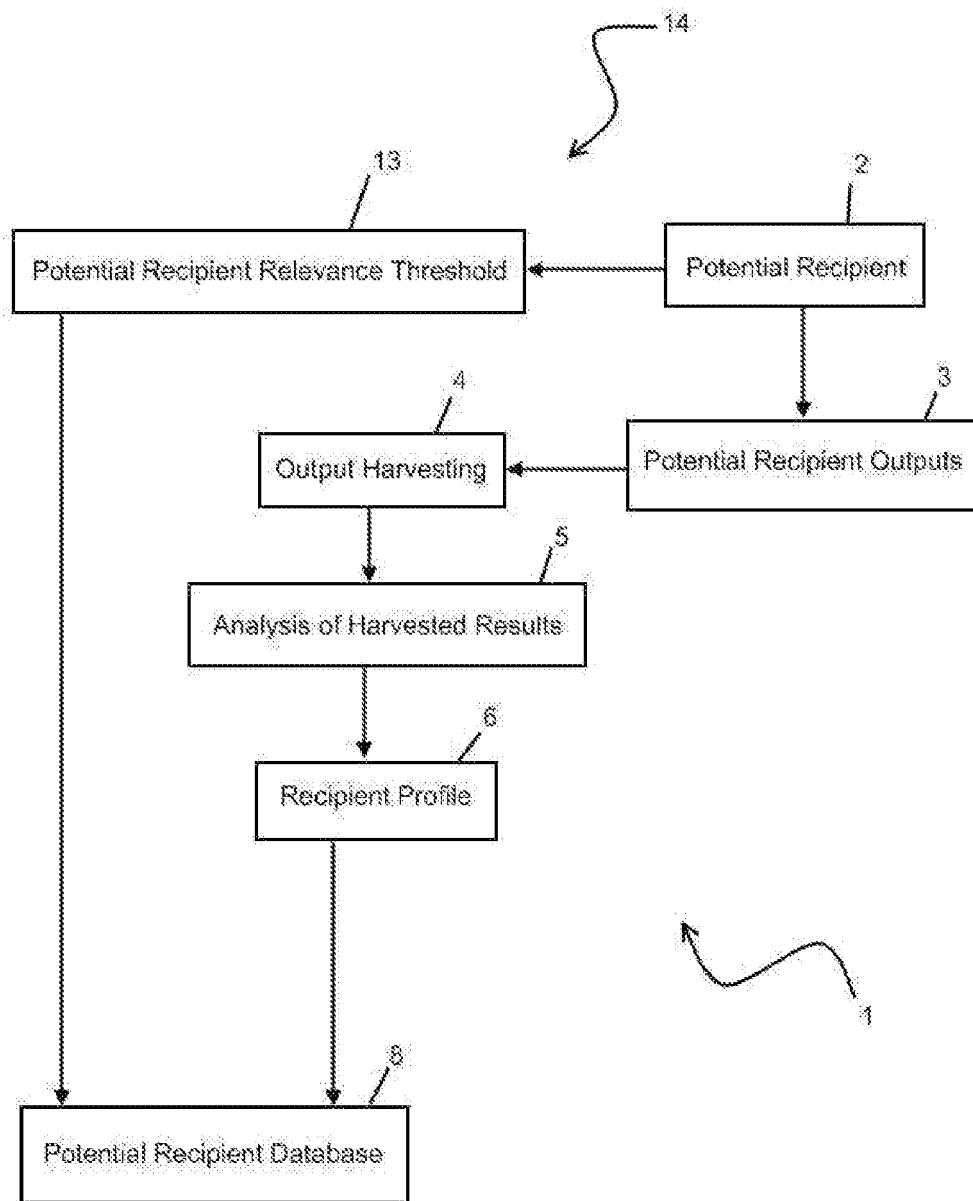 14
13
2
Potential Recipient Relevance Threshold
Potential Recipient
4
3
Output Harvesting
Potential Recipient Outputs
5
Analysis of Harvested Results
6
Recipient Profile
1
8
Potential Recipient Database